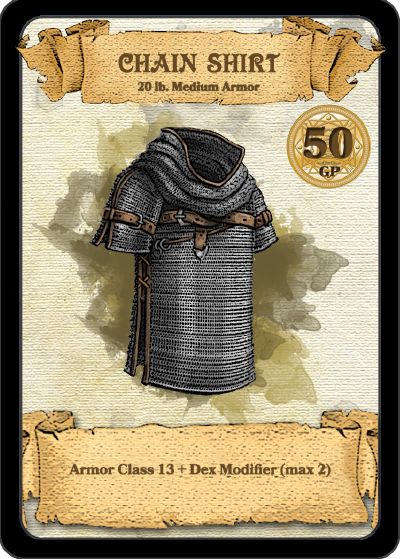 CHAIN SHIRT
20 lb. Medium Armor
50
GP
Armor Class 13 + Dex Modifier (max 2)